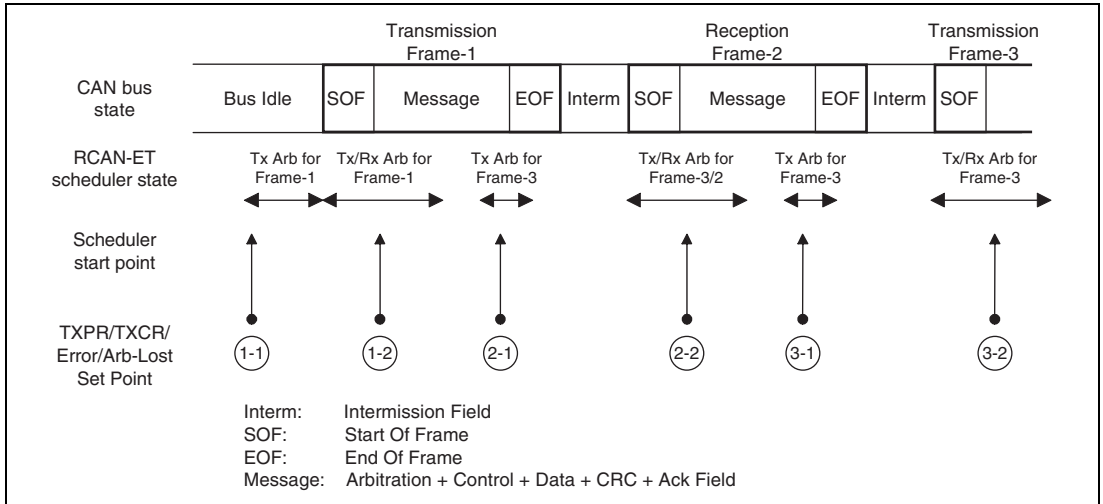 Transmission
Frame-1
Reception
Frame-2
Transmission
Frame-3
CAN bus
state
Bus Idle
SOF
Message
EOF
Interm
SOF
Message
EOF
Interm
SOF
RCAN-ET
scheduler state
Tx Arb for
Frame-1
Tx/Rx Arb for
Frame-1
Tx Arb for
Frame-3
Tx/Rx Arb for
Frame-3/2
Tx Arb for
Frame-3
Tx/Rx Arb for
Frame-3
Scheduler
start point
TXPR/TXCR/
Error/Arb-Lost
Set Point
1-1
1-2
2-1
2-2
3-1
3-2
Interm: Intermission Field
SOF: Start Of Frame
EOF: End Of Frame
Message: Arbitration + Control + Data + CRC + Ack Field